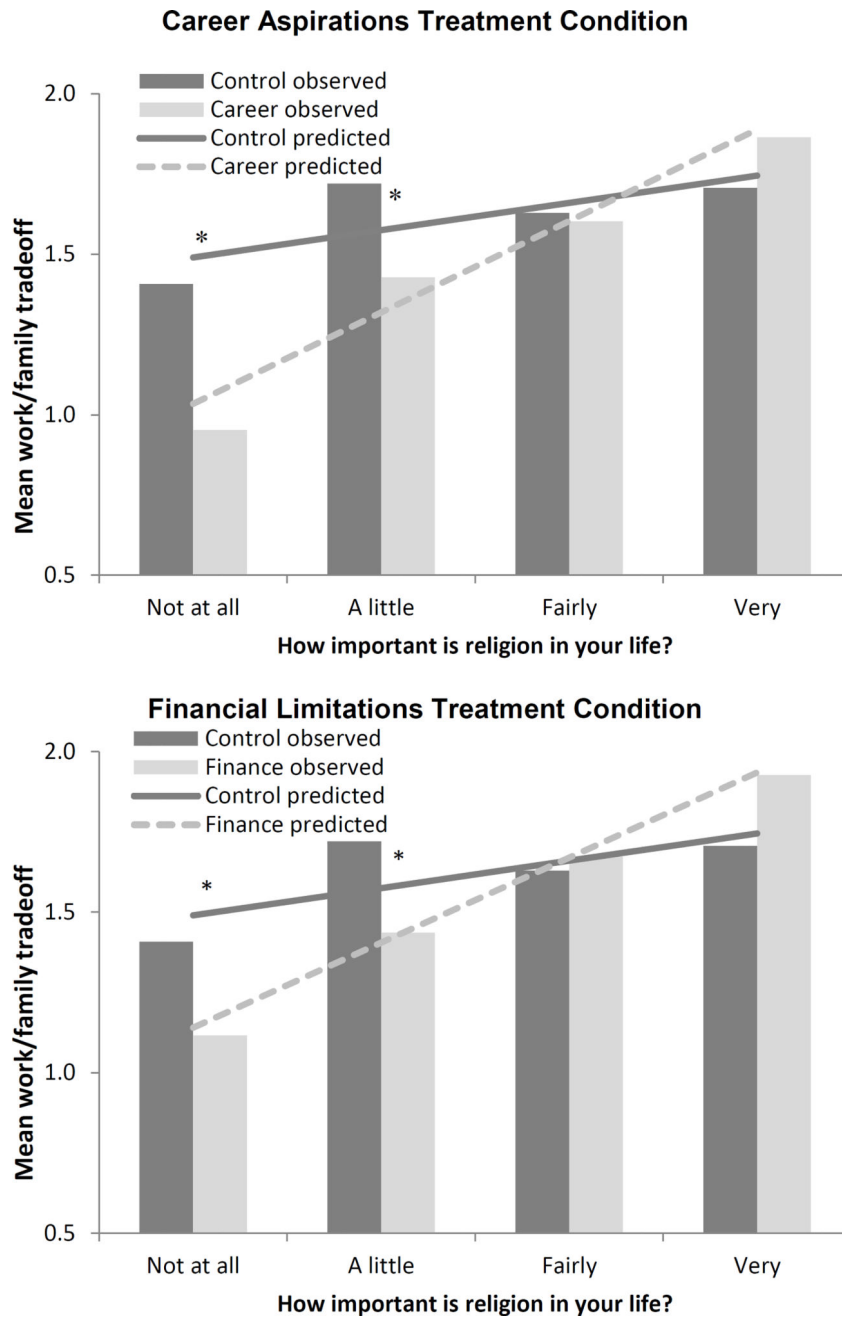 Career Aspirations Treatment Condition
Control observed
Career observed
Control predicted
Career predicted
2.0
1.5
1.0
0.5
Mean work/family tradeoff
*
*
Not at all
A little
Fairly
Very
How important is religion in your life?
Financial Limitations Treatment Condition
Control observed
Finance observed
Control predicted
Finance predicted
2.0
1.5
1.0
0.5
Mean work/family tradeoff
*
*
Not at all
A little
Fairly
Very
How important is religion in your life?